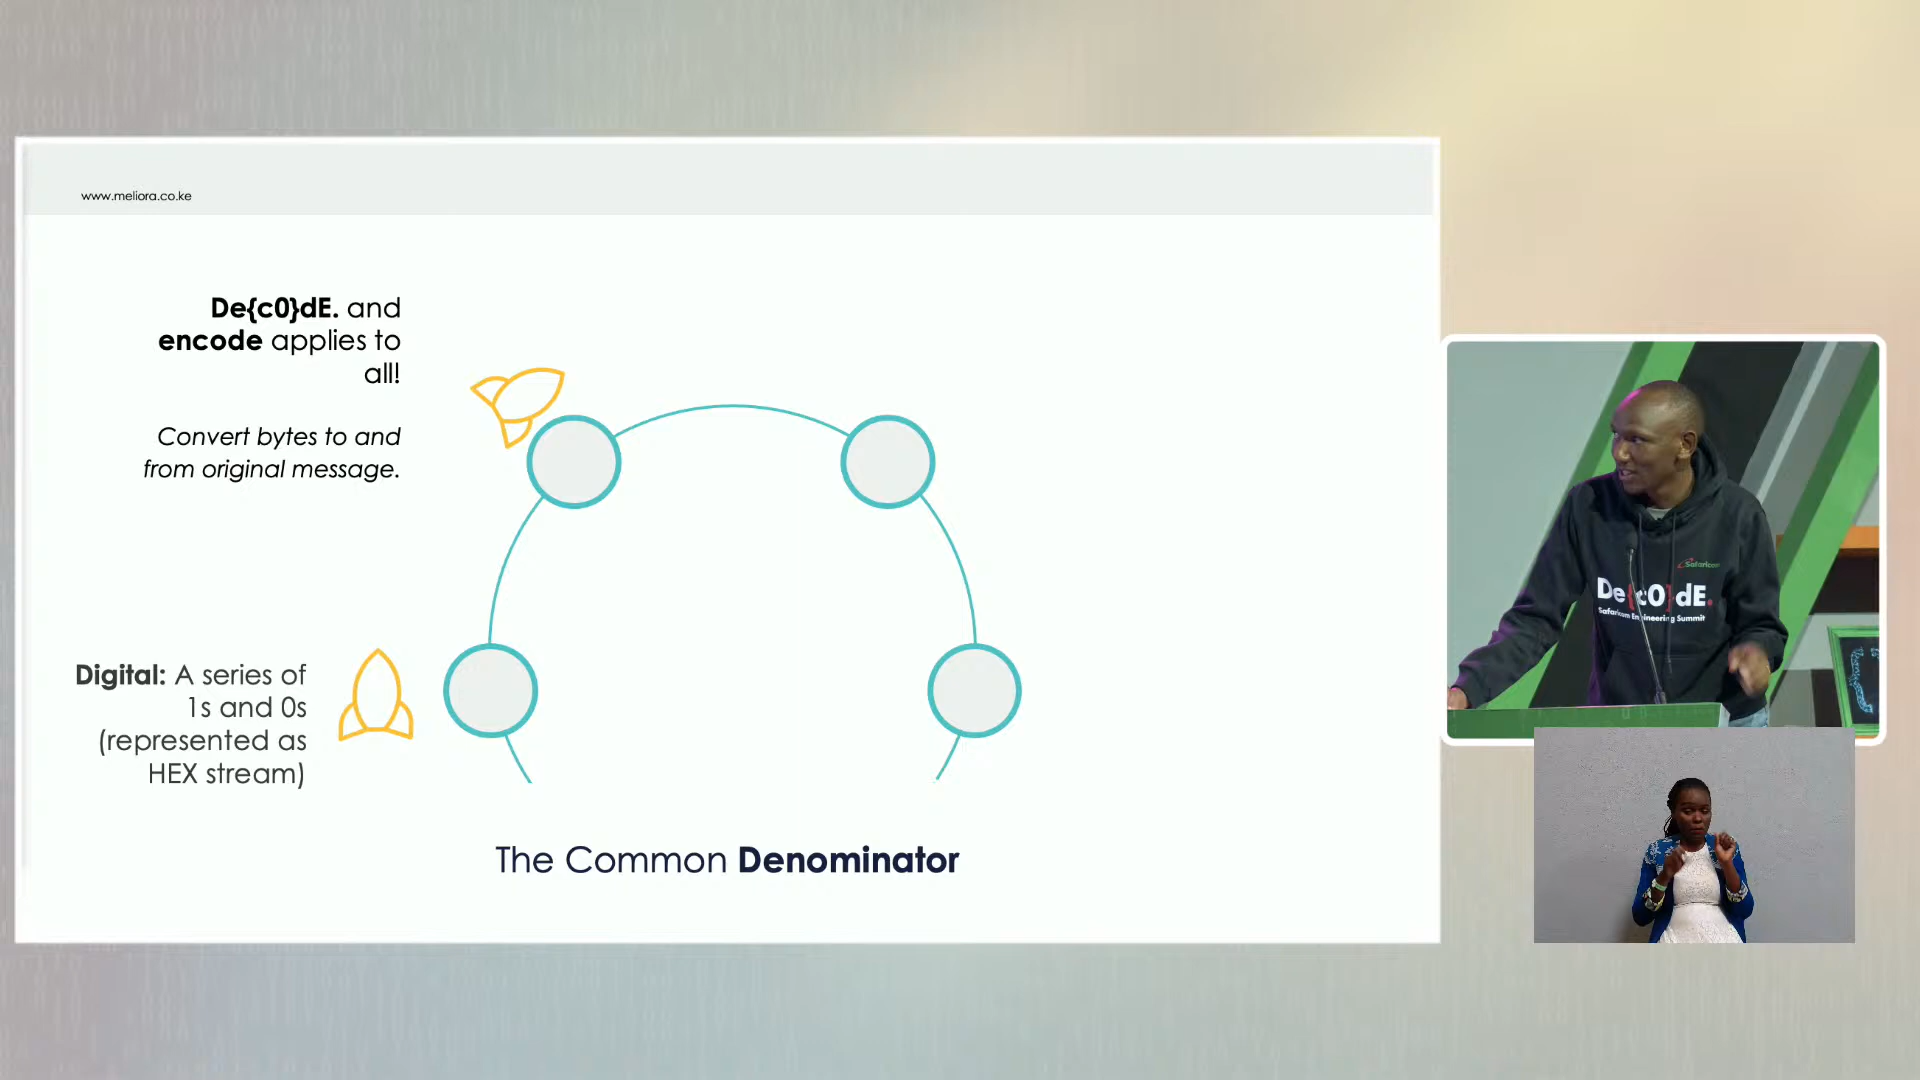 www.meliora.co.ke
De{c0}dE. and
encode applies to
all!
Convert bytes to and
from original message.
Digital: A series of
1s and 0s
(represented as
HEX stream)
The Common Denominator
Safaricom
De{c0}dE.
Safaricom Engineering Summit